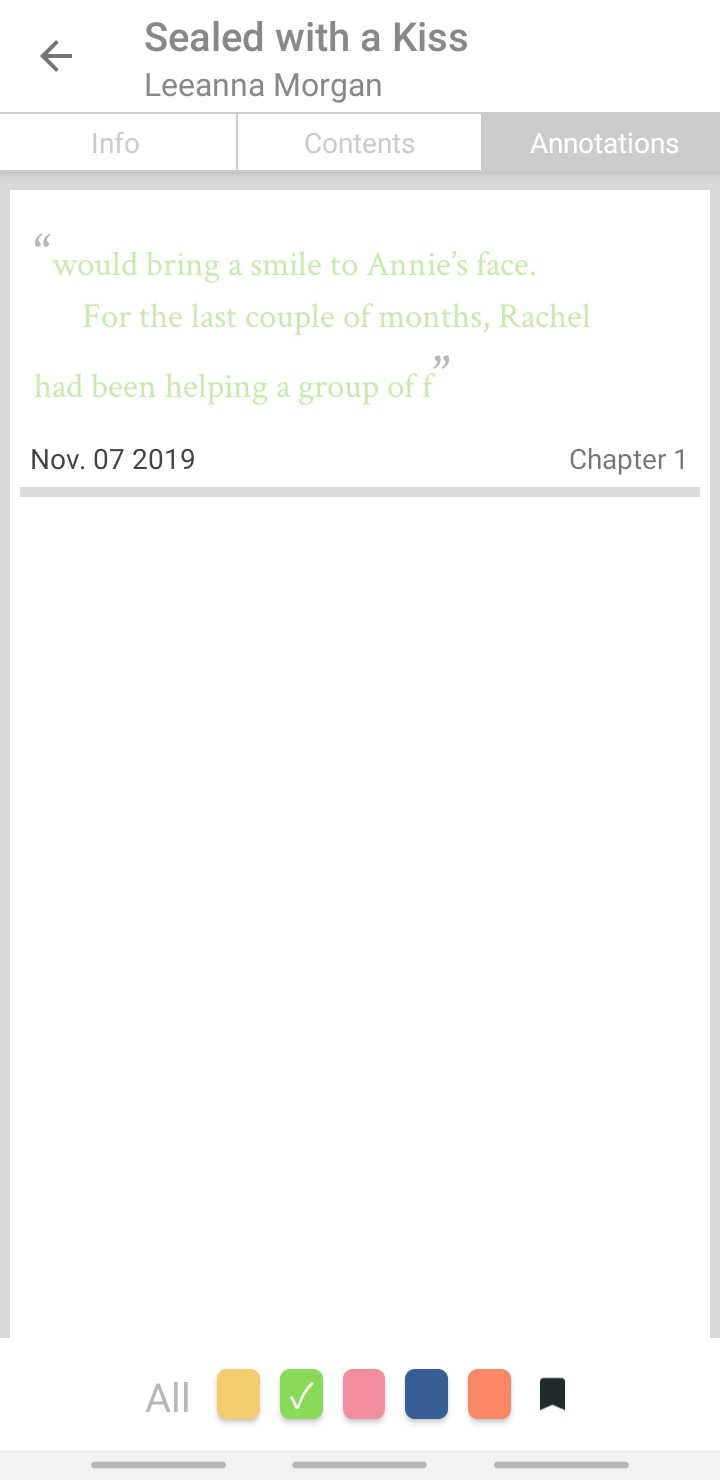 Sealed with a Kiss
Leeanna Morgan
Info
Contents
Annotations
“would bring a smile to Annie’s face.
For the last couple of months, Rachel
had been helping a group of f”
Nov. 07 2019
Chapter 1
All